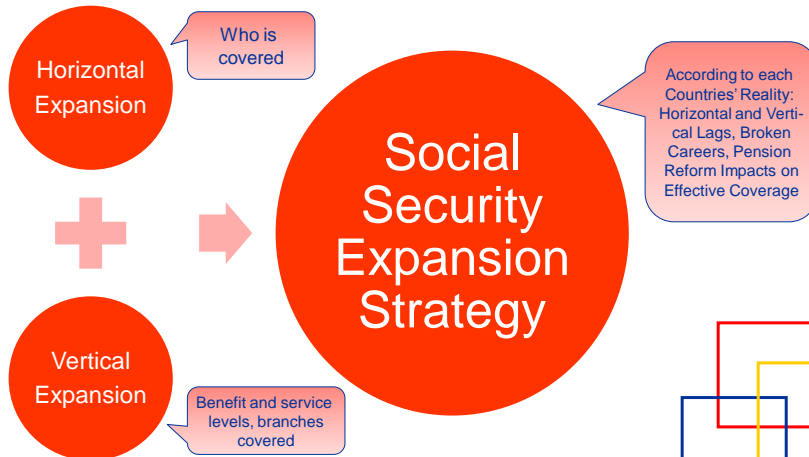 Horizontal
Expansion
Who is
covered
Vertical
Expansion
Benefit and service
levels, branches
covered
Social
Security
Expansion
Strategy
According to each
Countries' Reality:
Horizontal and Verti-
cal Lags, Broken
Careers, Pension
Reform Impacts on
Effective Coverage